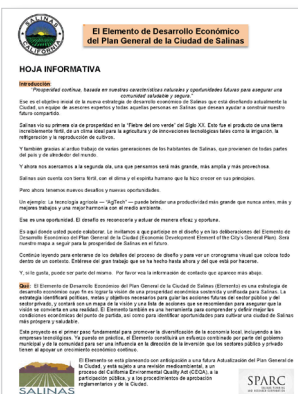 SALINAS
CALIFORNIA
El Elemento de Desarrollo Económico
del Plan General de la Ciudad de Salinas
HOJA INFORMATIVA
Introducción:
"Prosperidad continua, basada en nuestras características naturales y oportunidades futuras para asegurar una
comunidad saludable y segura."
Ese es el objetivo inicial de la nueva estrategia de desarrollo económico de Salinas que está diseñando actualmente la
Ciudad, un equipo de asesores expertos y todas aquellas personas en Salinas que desean ayudar a construir nuestro
futuro compartido.
Salinas vio su primera ola de prosperidad en la "Fiebre del oro verde" del Siglo XX. Esto fue el producto de una tierra
increíblemente fértil, de un clima ideal para la agricultura y de innovaciones tecnológicas tales como la irrigación, la
refrigeración y la reproducción de cultivos.
Y también gracias al arduo trabajo de varias generaciones de los habitantes de Salinas, que provienen de todas partes
del país y de alrededor del mundo.
Y ahora nos acercamos a la segunda ola, una que pensamos será más grande, más amplia y más provechosa.
Salinas aún cuenta con tierra fértil, con el clima y el espíritu humano que la hizo crecer en sus principios.
Pero ahora tenemos nuevos desafíos y nuevas oportunidades.
Un ejemplo: La tecnología agrícola — "AgTech" — puede brindar una productividad más grande que nunca antes, más y
mejores trabajos y una mejor harmonía con el medio ambiente.
Esa es una oportunidad. El desafío es reconocerla y actuar de manera eficaz y oportuna.
Es aquí donde usted puede colaborar. Le invitamos a que participe en el diseño y en las deliberaciones del Elemento de
Desarrollo Económico del Plan General de la Ciudad (Economic Development Element of the City's General Plan). Será
nuestro mapa a seguir para la prosperidad de Salinas en el futuro.
Continúe leyendo para enterarse de los detalles del proceso de diseño y para ver un cronograma visual que coloca todo
dentro de un contexto. Entérese del gran trabajo que se ha hecho hasta ahora y del que está por hacerse.
Y, si le gusta, puede ser parte del mismo. Por favor vea la información de contacto que aparece más abajo.
Qué: El Elemento de Desarrollo Económico del Plan General de la Ciudad de Salinas (Elemento) es una estrategia de
desarrollo económico cuyo fin es lograr la visión de una prosperidad económica sostenida y ampliada para Salinas. La
estrategia identificará políticas, metas y objetivos necesarios para guiar las acciones futuras del sector público y del
sector privado, y contará con un mapa de la visión y una lista de acciones que se recomiendan para asegurar que la
visión se convierta en una realidad. El Elemento también es una herramienta para comprender y definir mejor las
condiciones económicas del punto de partida, así como para identificar oportunidades para cultivar una ciudad de Salinas
más próspera y saludable.
Este proyecto es el primer paso fundamental para promover la diversificación de la economía local, incluyendo a las
empresas tecnológicas. Ya puesto en práctica, el Elemento constituirá un esfuerzo combinado por parte del gobierno
municipal y de la comunidad para ser una influencia en la dirección de la inversión que los sectores público y privada
tienen al apoyar un crecimiento económico continuo.
El Elemento se está planeando con anticipación a una futura Actualización del Plan General de
la Ciudad, y está sujeto a una revisión medioambiental, a un
proceso del California Environmental Quality Act (CEQA), a la
participación pública, y a los procedimientos de aprobación
reglamentarios y de la Ciudad.
SALINAS
SPARC